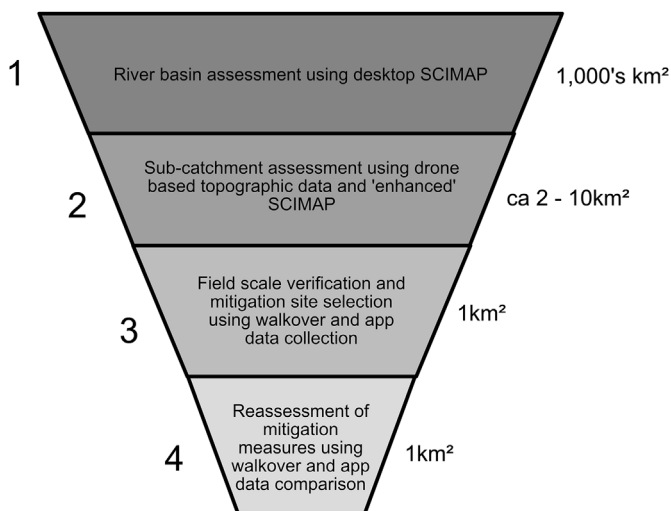 1
River basin assessment using desktop SCIMAP
1,000's km²
2
Sub-catchment assessment using drone
based topographic data and 'enhanced'
SCIMAP
ca 2 - 10km²
3
Field scale verification and
mitigation site selection
using walkover and app
data collection
1km²
4
Reassessment of
mitigation
measures using
walkover and app
data comparison
1km²